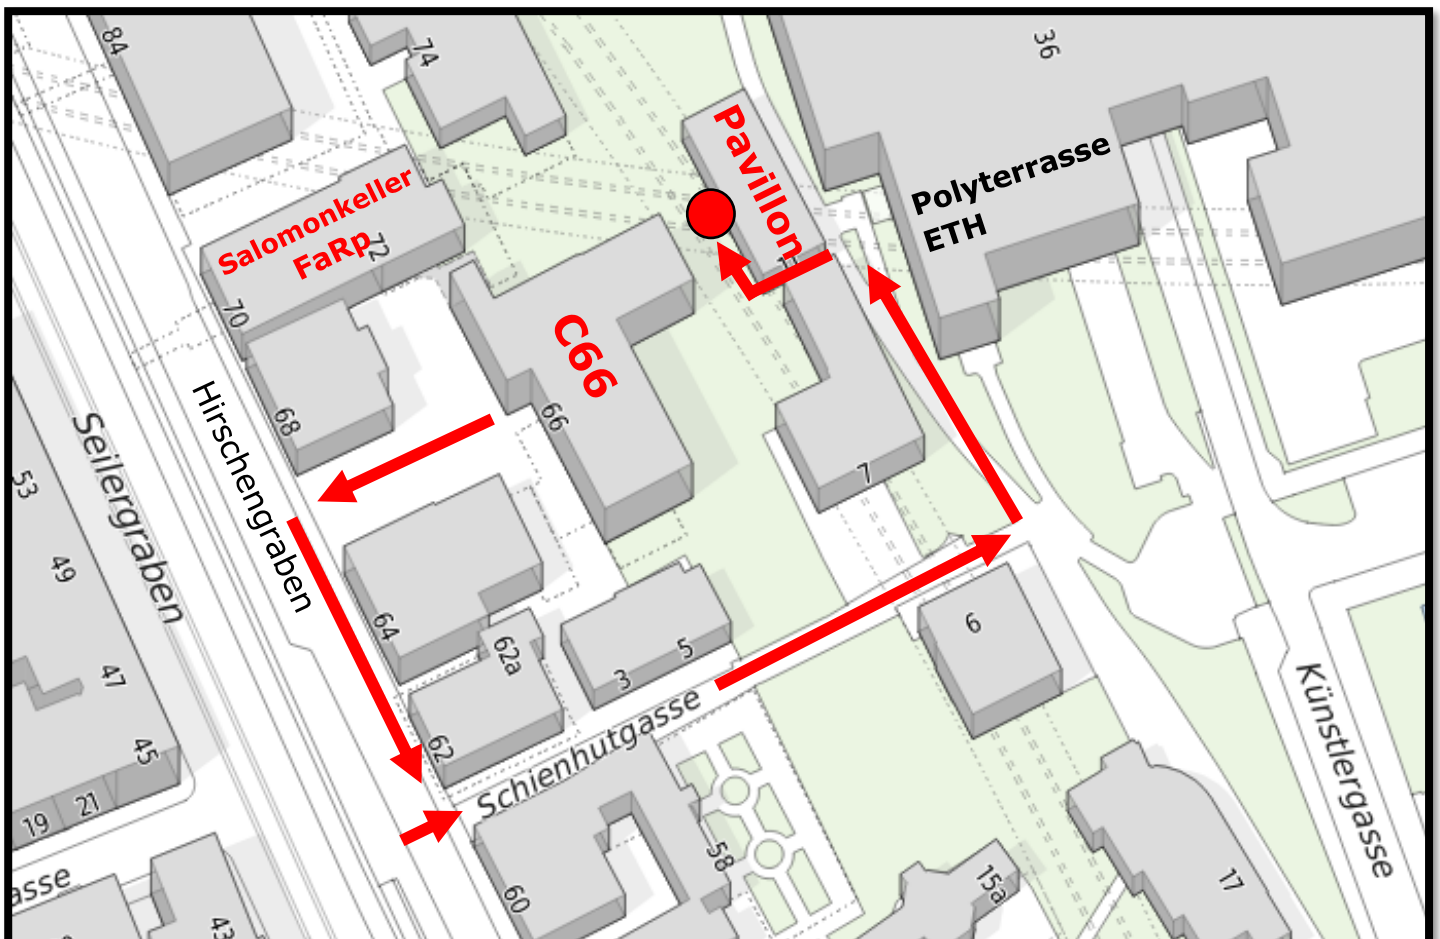 84
74
36
Pavillon
Polyterrasse
ETH
Salomonkeller
FaRp
72
70
C66
68
66
Hirschengraben
Seilergraben
53
49
47
45
7
64
62a
62
5
3
6
Schienhutgasse
Künstlergasse
19
21
58
60
15a
17
asse
43